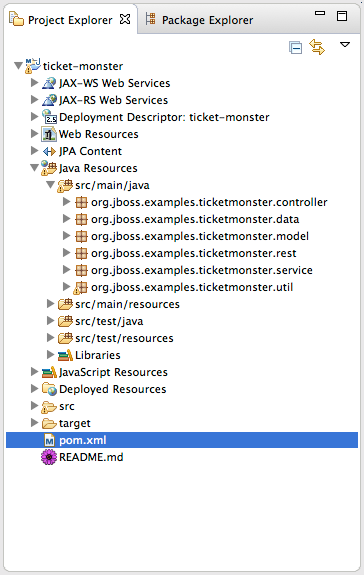 Project Explorer Package Explorer
ticket-monster
JAX-WS Web Services
JAX-RS Web Services
2.5 Deployment Descriptor: ticket-monster
Web Resources
JPA Content
Java Resources
src/main/java
org.jboss.examples.ticketmonster.controller
org.jboss.examples.ticketmonster.data
org.jboss.examples.ticketmonster.model
org.jboss.examples.ticketmonster.rest
org.jboss.examples.ticketmonster.service
org.jboss.examples.ticketmonster.util
src/main/resources
src/test/java
src/test/resources
Libraries
JavaScript Resources
Deployed Resources
src
target
M pom.xml
README.md